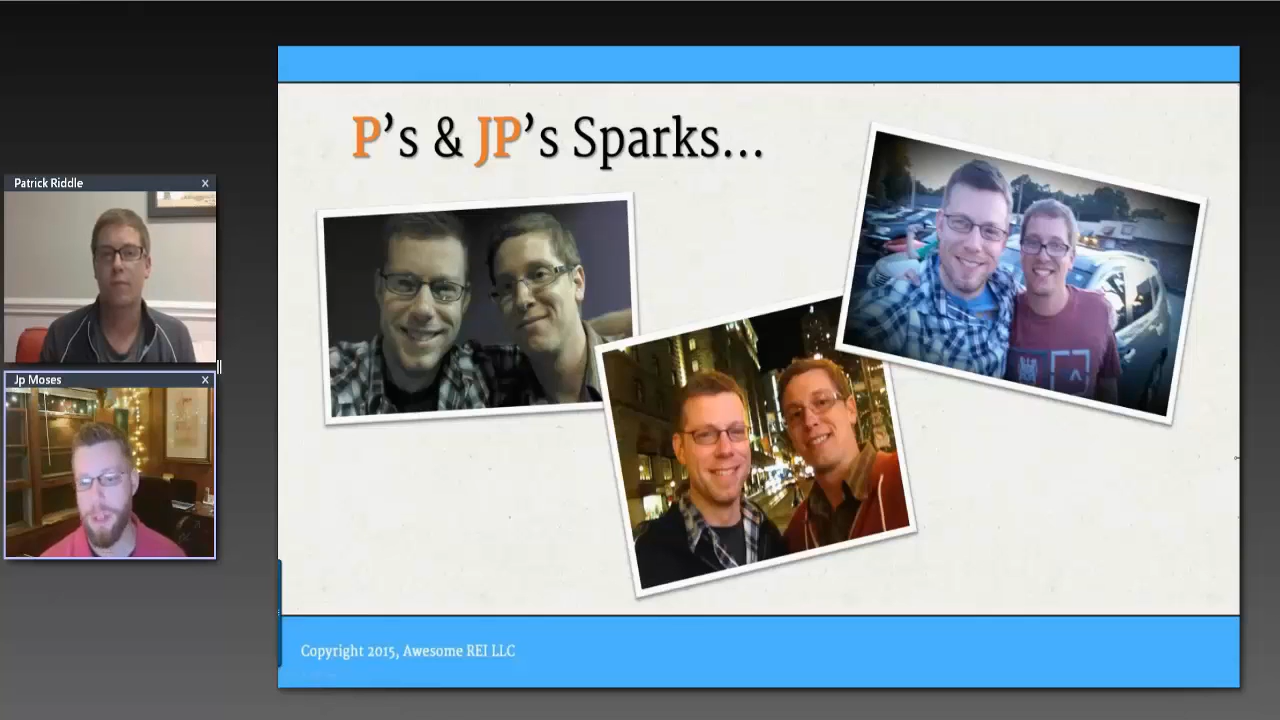 P's & JP's Sparks...
Patrick Riddle
Jp Moses
Copyright 2015, Awesome REI LLC